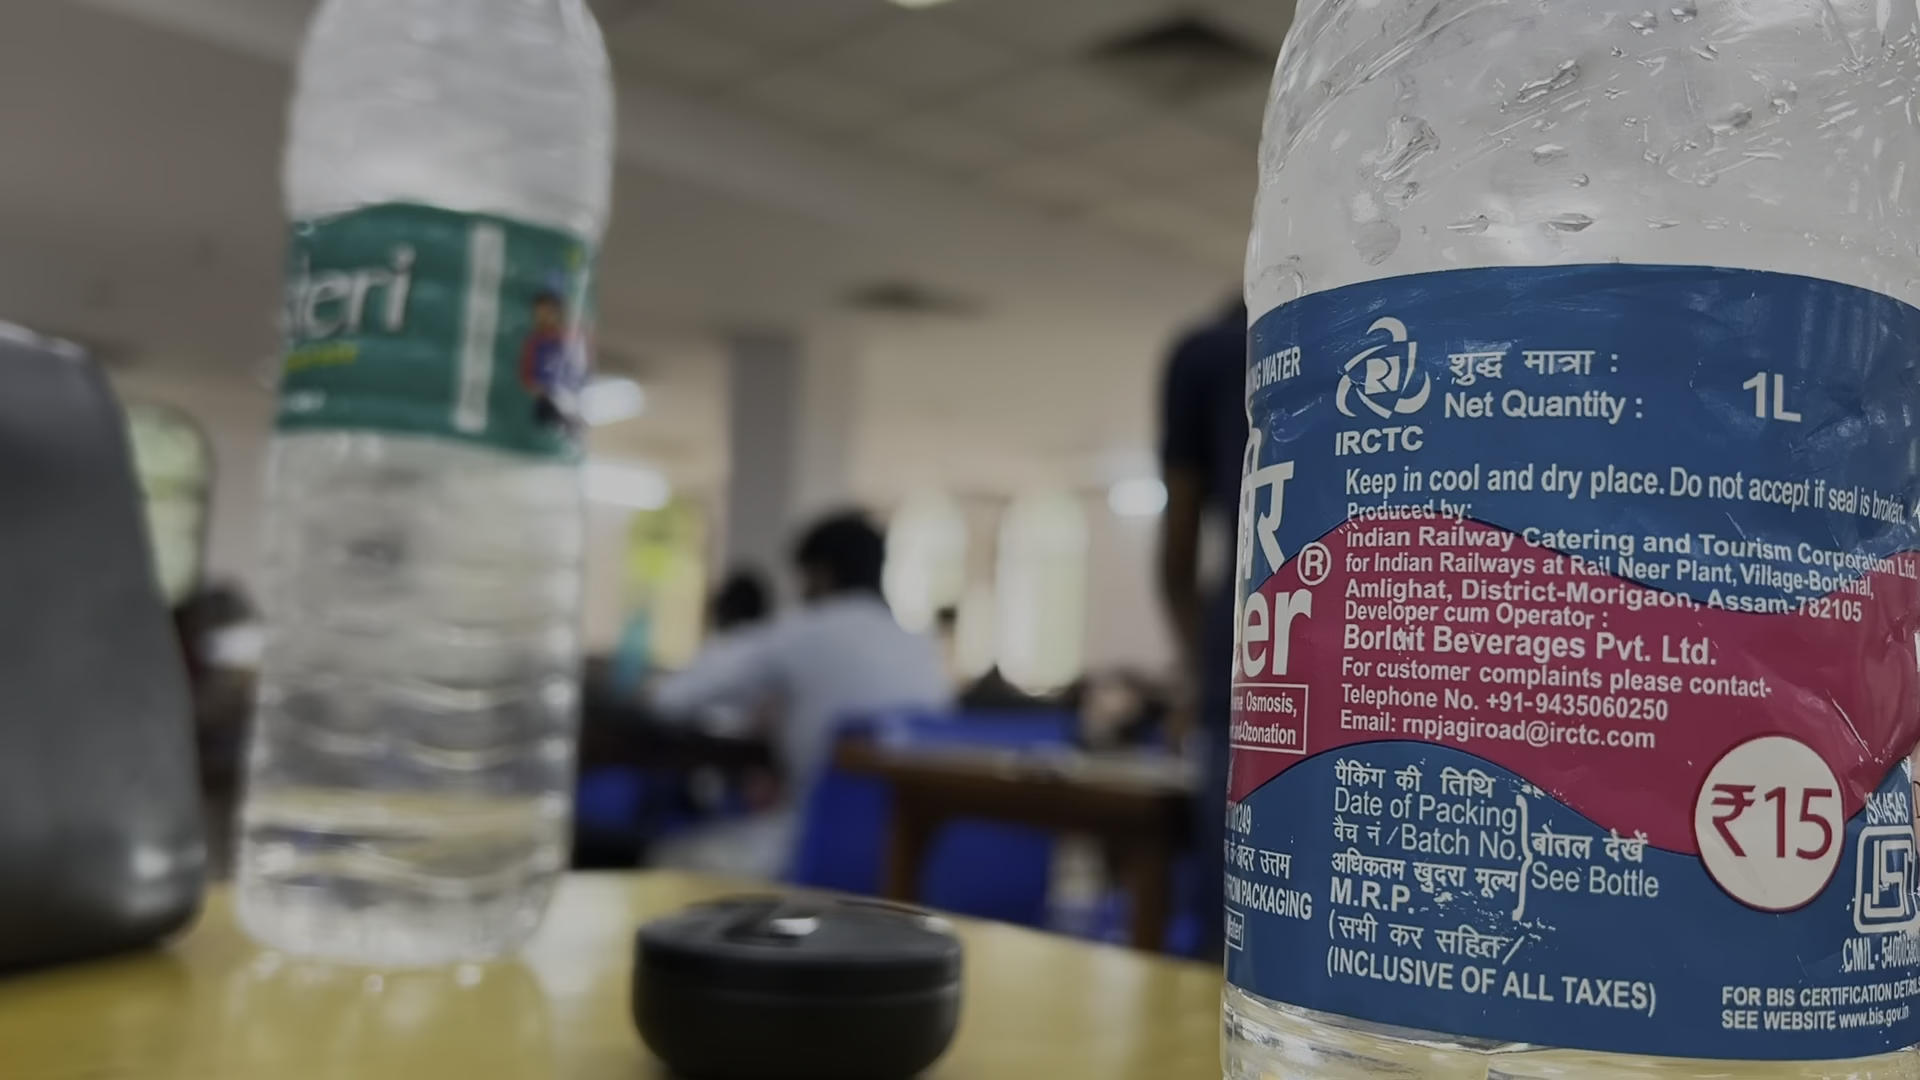 शुद्ध मात्रा :
Net Quantity : 1L
IRCTC
Keep in cool and dry place. Do not accept if seal is broken.
Produced by:
Indian Railway Catering and Tourism Corporation Ltd.
for Indian Railways at Rail Neer Plant, Village-Borkhal,
Amlighat, District-Morigaon, Assam-782105
Developer cum Operator :
Beverages Pvt. Ltd.
For customer complaints please contact-
Telephone No. +91-9435060250
Email: rnpjagiroad@irctc.com
पैकिंग की तिथि
Date of Packing
वैच नं / Batch No.
बोतल देखें
अधिकतम खुदरा मूल्य
See Bottle
M.R.P.
(सभी कर सहित)
(INCLUSIVE OF ALL TAXES)
₹15
FOR BIS CERTIFICATION DETAILS
SEE WEBSITE www.bis.gov.in
WATER
®
er
Osmosis,
Ozonation
उत्तम
PACKAGING